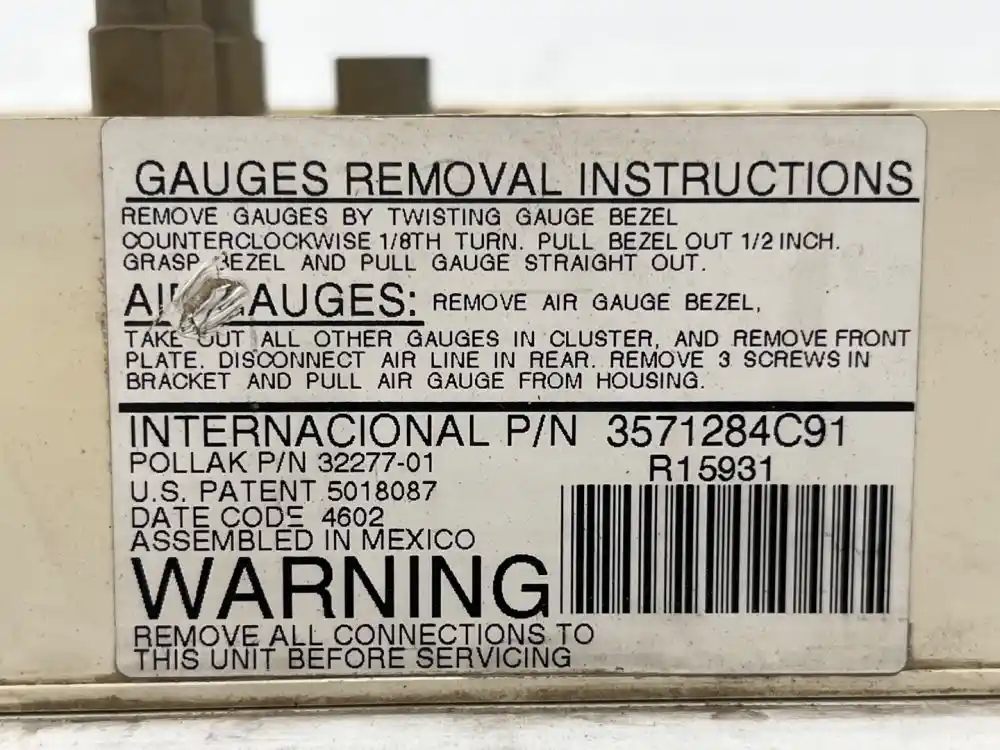 GAUGES REMOVAL INSTRUCTIONS
REMOVE GAUGES BY TWISTING GAUGE BEZEL
COUNTERCLOCKWISE 1/8TH TURN. PULL BEZEL OUT 1/2 INCH.
GRASP BEZEL AND PULL GAUGE STRAIGHT OUT.
AIR GAUGES: REMOVE AIR GAUGE BEZEL,
TAKE OUT ALL OTHER GAUGES IN CLUSTER, AND REMOVE FRONT
PLATE. DISCONNECT AIR LINE IN REAR. REMOVE 3 SCREWS IN
BRACKET AND PULL AIR GAUGE FROM HOUSING.
INTERNACIONAL P/N 3571284C91
POLLAK P/N 32277-01 R15931
U.S. PATENT 5018087
DATE CODE 4602
ASSEMBLED IN MEXICO
WARNING
REMOVE ALL CONNECTIONS TO
THIS UNIT BEFORE SERVICING